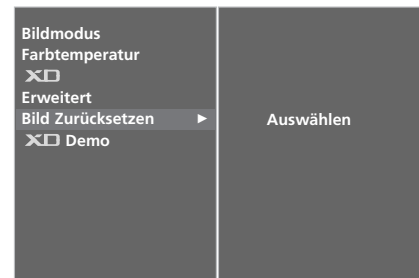 Bildmodus
Farbtemperatur
XD
Erweitert
Bild Zurücksetzen ►
XD Demo
Auswählen